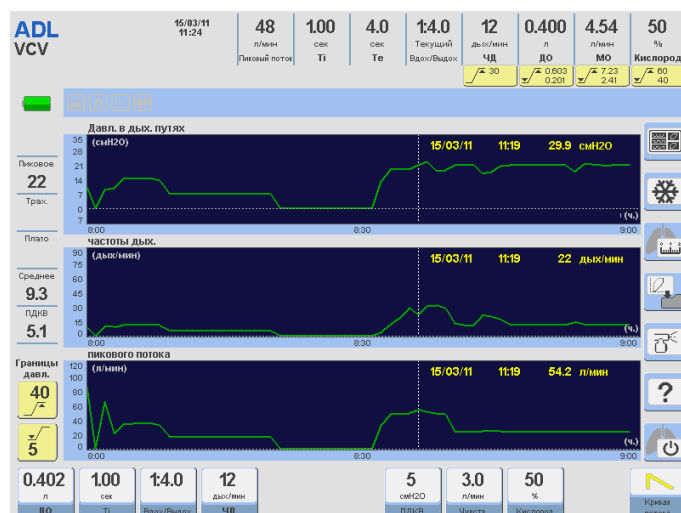 ADL
VCV
15/03/11
11:24
48
л/мин
Пиковый поток
1.00
сек
Ti
4.0
сек
Te
1:4.0
Текущий
Вдох/Выдох
12
дых/мин
ЧД
30
0.400
л
ДО
0.603
0.201
4.54
л/мин
МО
7.23
2.41
50
%
Кислород
60
40
Давл. в дых. путях
(смH2O)
15/03/11 11:19 29.9 смH2O
35
28
21
14
7
0
7
(ч.)
8:00 8:30 9:00
Пиковое
22
Трах.
Плато
Среднее
9.3
ПДКВ
5.1
частоты дых.
(дых/мин)
15/03/11 11:19 22 дых/мин
90
75
60
45
30
15
0
(ч.)
8:00 8:30 9:00
пикового потока
(л/мин)
15/03/11 11:19 54.2 л/мин
120
100
80
60
40
20
0
(ч.)
8:00 8:30 9:00
Границы
давл.
40
5
?
0.402
л
ДО
1.00
сек
Ti
1:4.0
Вдох/Выдох
12
дых/мин
ЧД
5
смH2O
ПДКВ
3.0
л/мин
Чувств.
50
%
Кислород
Кривая
потока